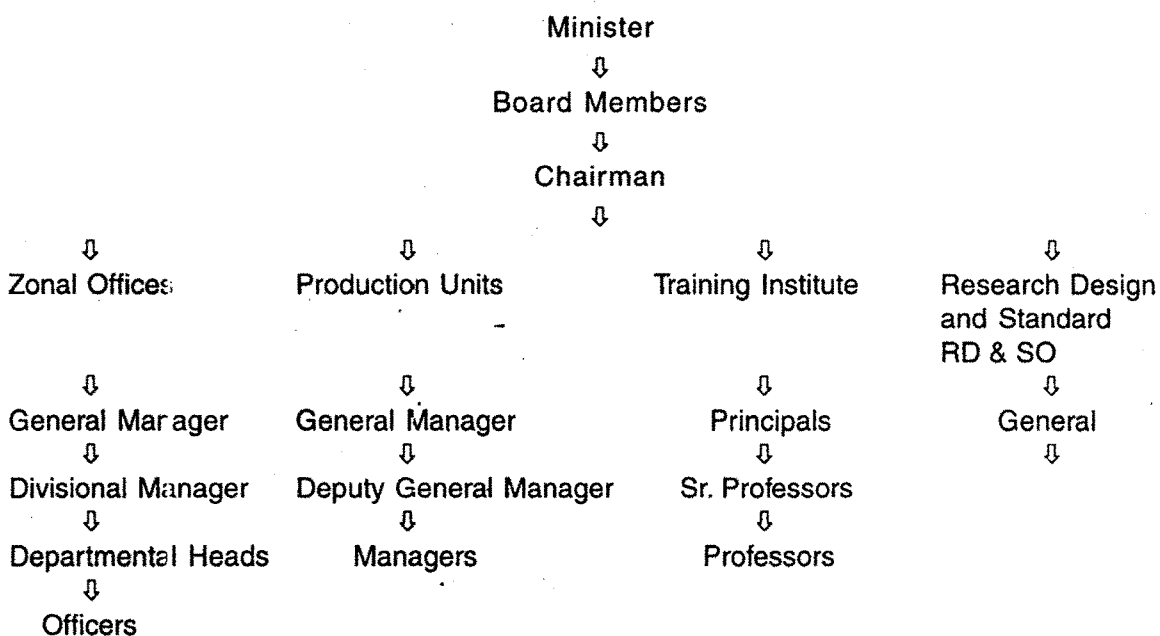 Minister
⇩
Board Members
⇩
Chairman
⇩
⇩ ⇩ ⇩ ⇩
Zonal Offices Production Units Training Institute Research Design
and Standard
RD & SO
⇩ ⇩ ⇩ ⇩
General Manager General Manager Principals General
⇩ ⇩ ⇩ ⇩
Divisional Manager Deputy General Manager Sr. Professors
⇩ ⇩ ⇩
Departmental Heads Managers Professors
⇩
Officers